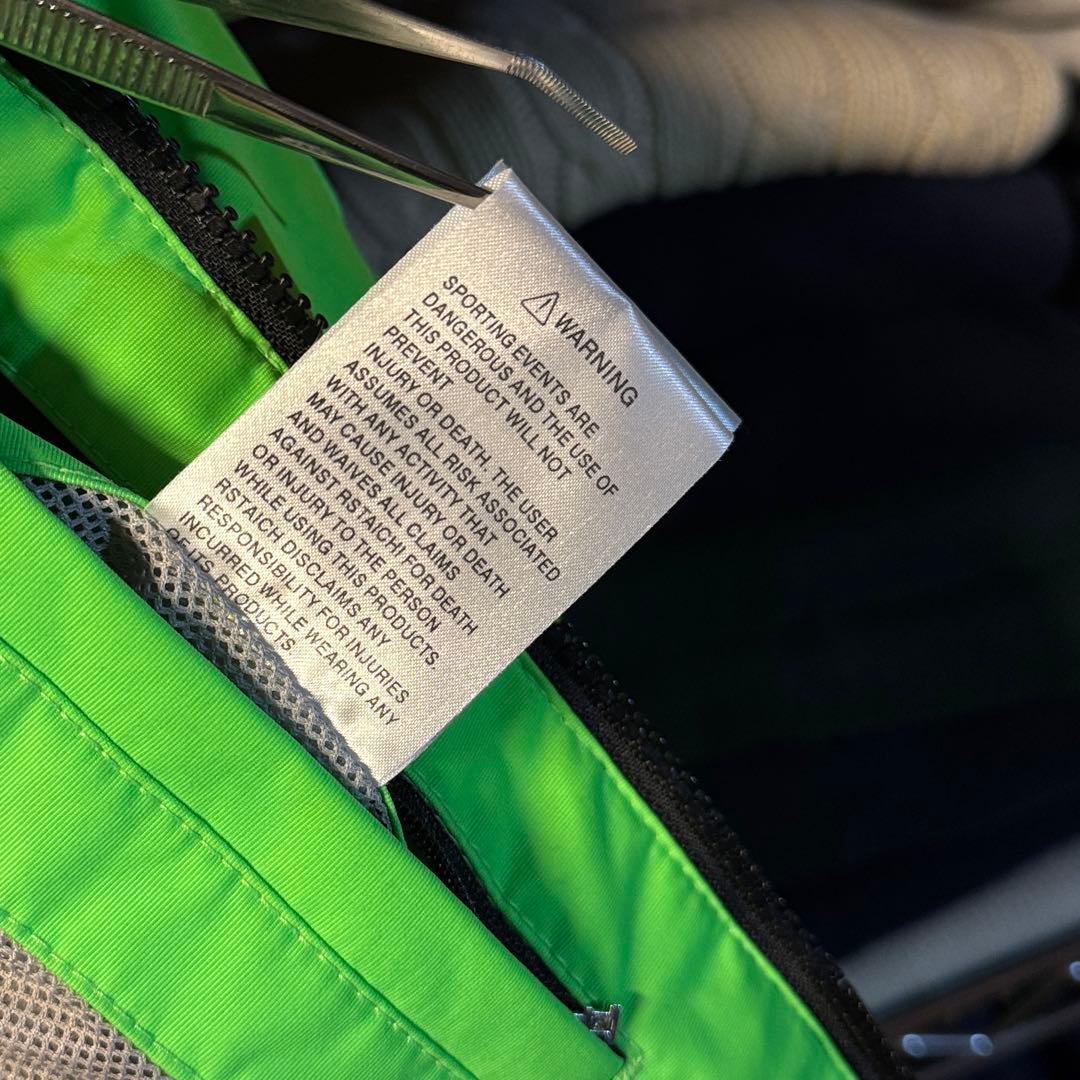 WARNING
SPORTING EVENTS ARE
DANGEROUS AND THE USE OF
THIS PRODUCT WILL NOT
PREVENT
INJURY OR DEATH. THE USER
ASSUMES ALL RISK ASSOCIATED
WITH ANY ACTIVITY THAT
MAY CAUSE INJURY OR DEATH
AND WAIVES ALL CLAIMS
AGAINST RSTAICHI FOR DEATH
OR INJURY TO THE PERSON
WHILE USING THIS PRODUCTS.
RSTAICH DISCLAIMS ANY
RESPONSIBILITY FOR INJURIES
INCURRED WHILE WEARING ANY
OF ITS PRODUCTS